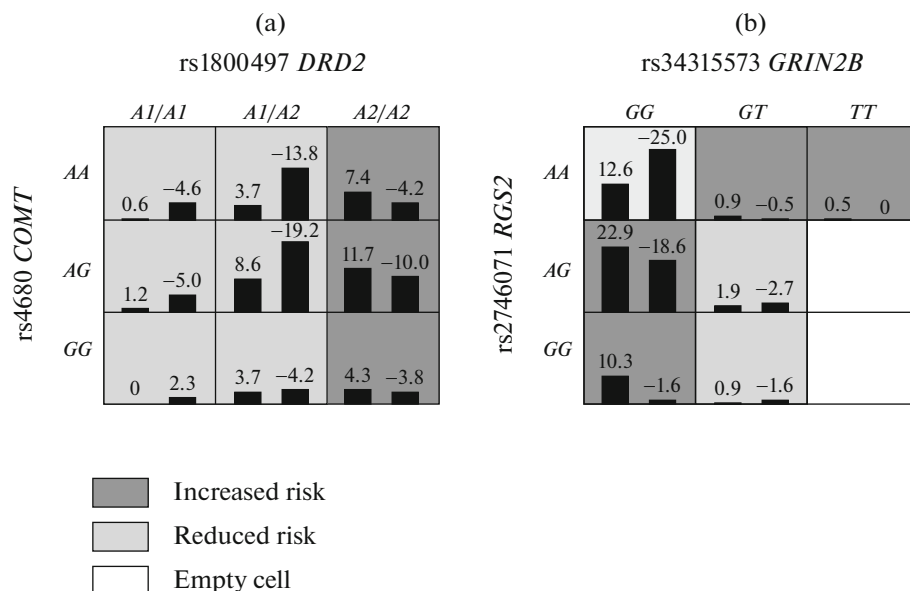 (a)
rs1800497 DRD2
A1/A1 A1/A2 A2/A2
rs4680 COMT
AA
0.6 −4.6 3.7 −13.8 7.4 −4.2
AG
1.2 −5.0 8.6 −19.2 11.7 −10.0
GG
0 2.3 3.7 −4.2 4.3 −3.8
(b)
rs34315573 GRIN2B
GG GT TT
rs2746071 RGS2
AA
12.6 −25.0 0.9 −0.5 0.5 0
AG
22.9 −18.6 1.9 −2.7
GG
10.3 −1.6 0.9 −1.6
Increased risk
Reduced risk
Empty cell